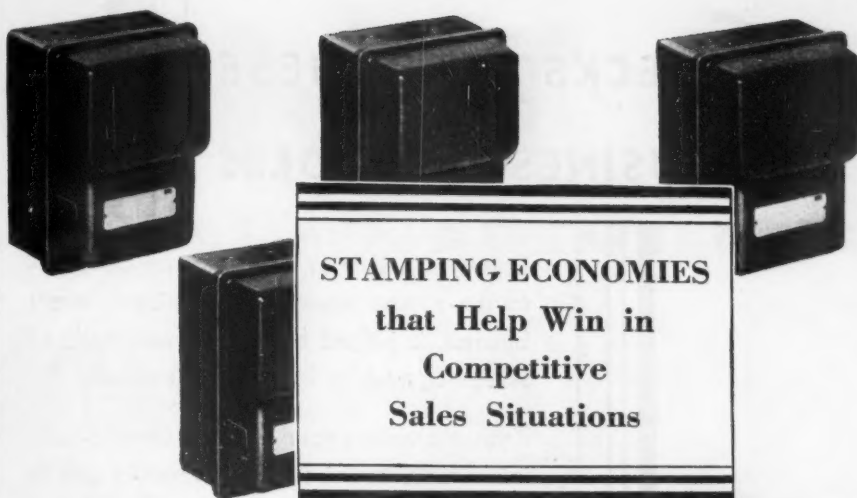 STAMPING ECONOMIES
that Help Win in
Competitive
Sales Situations